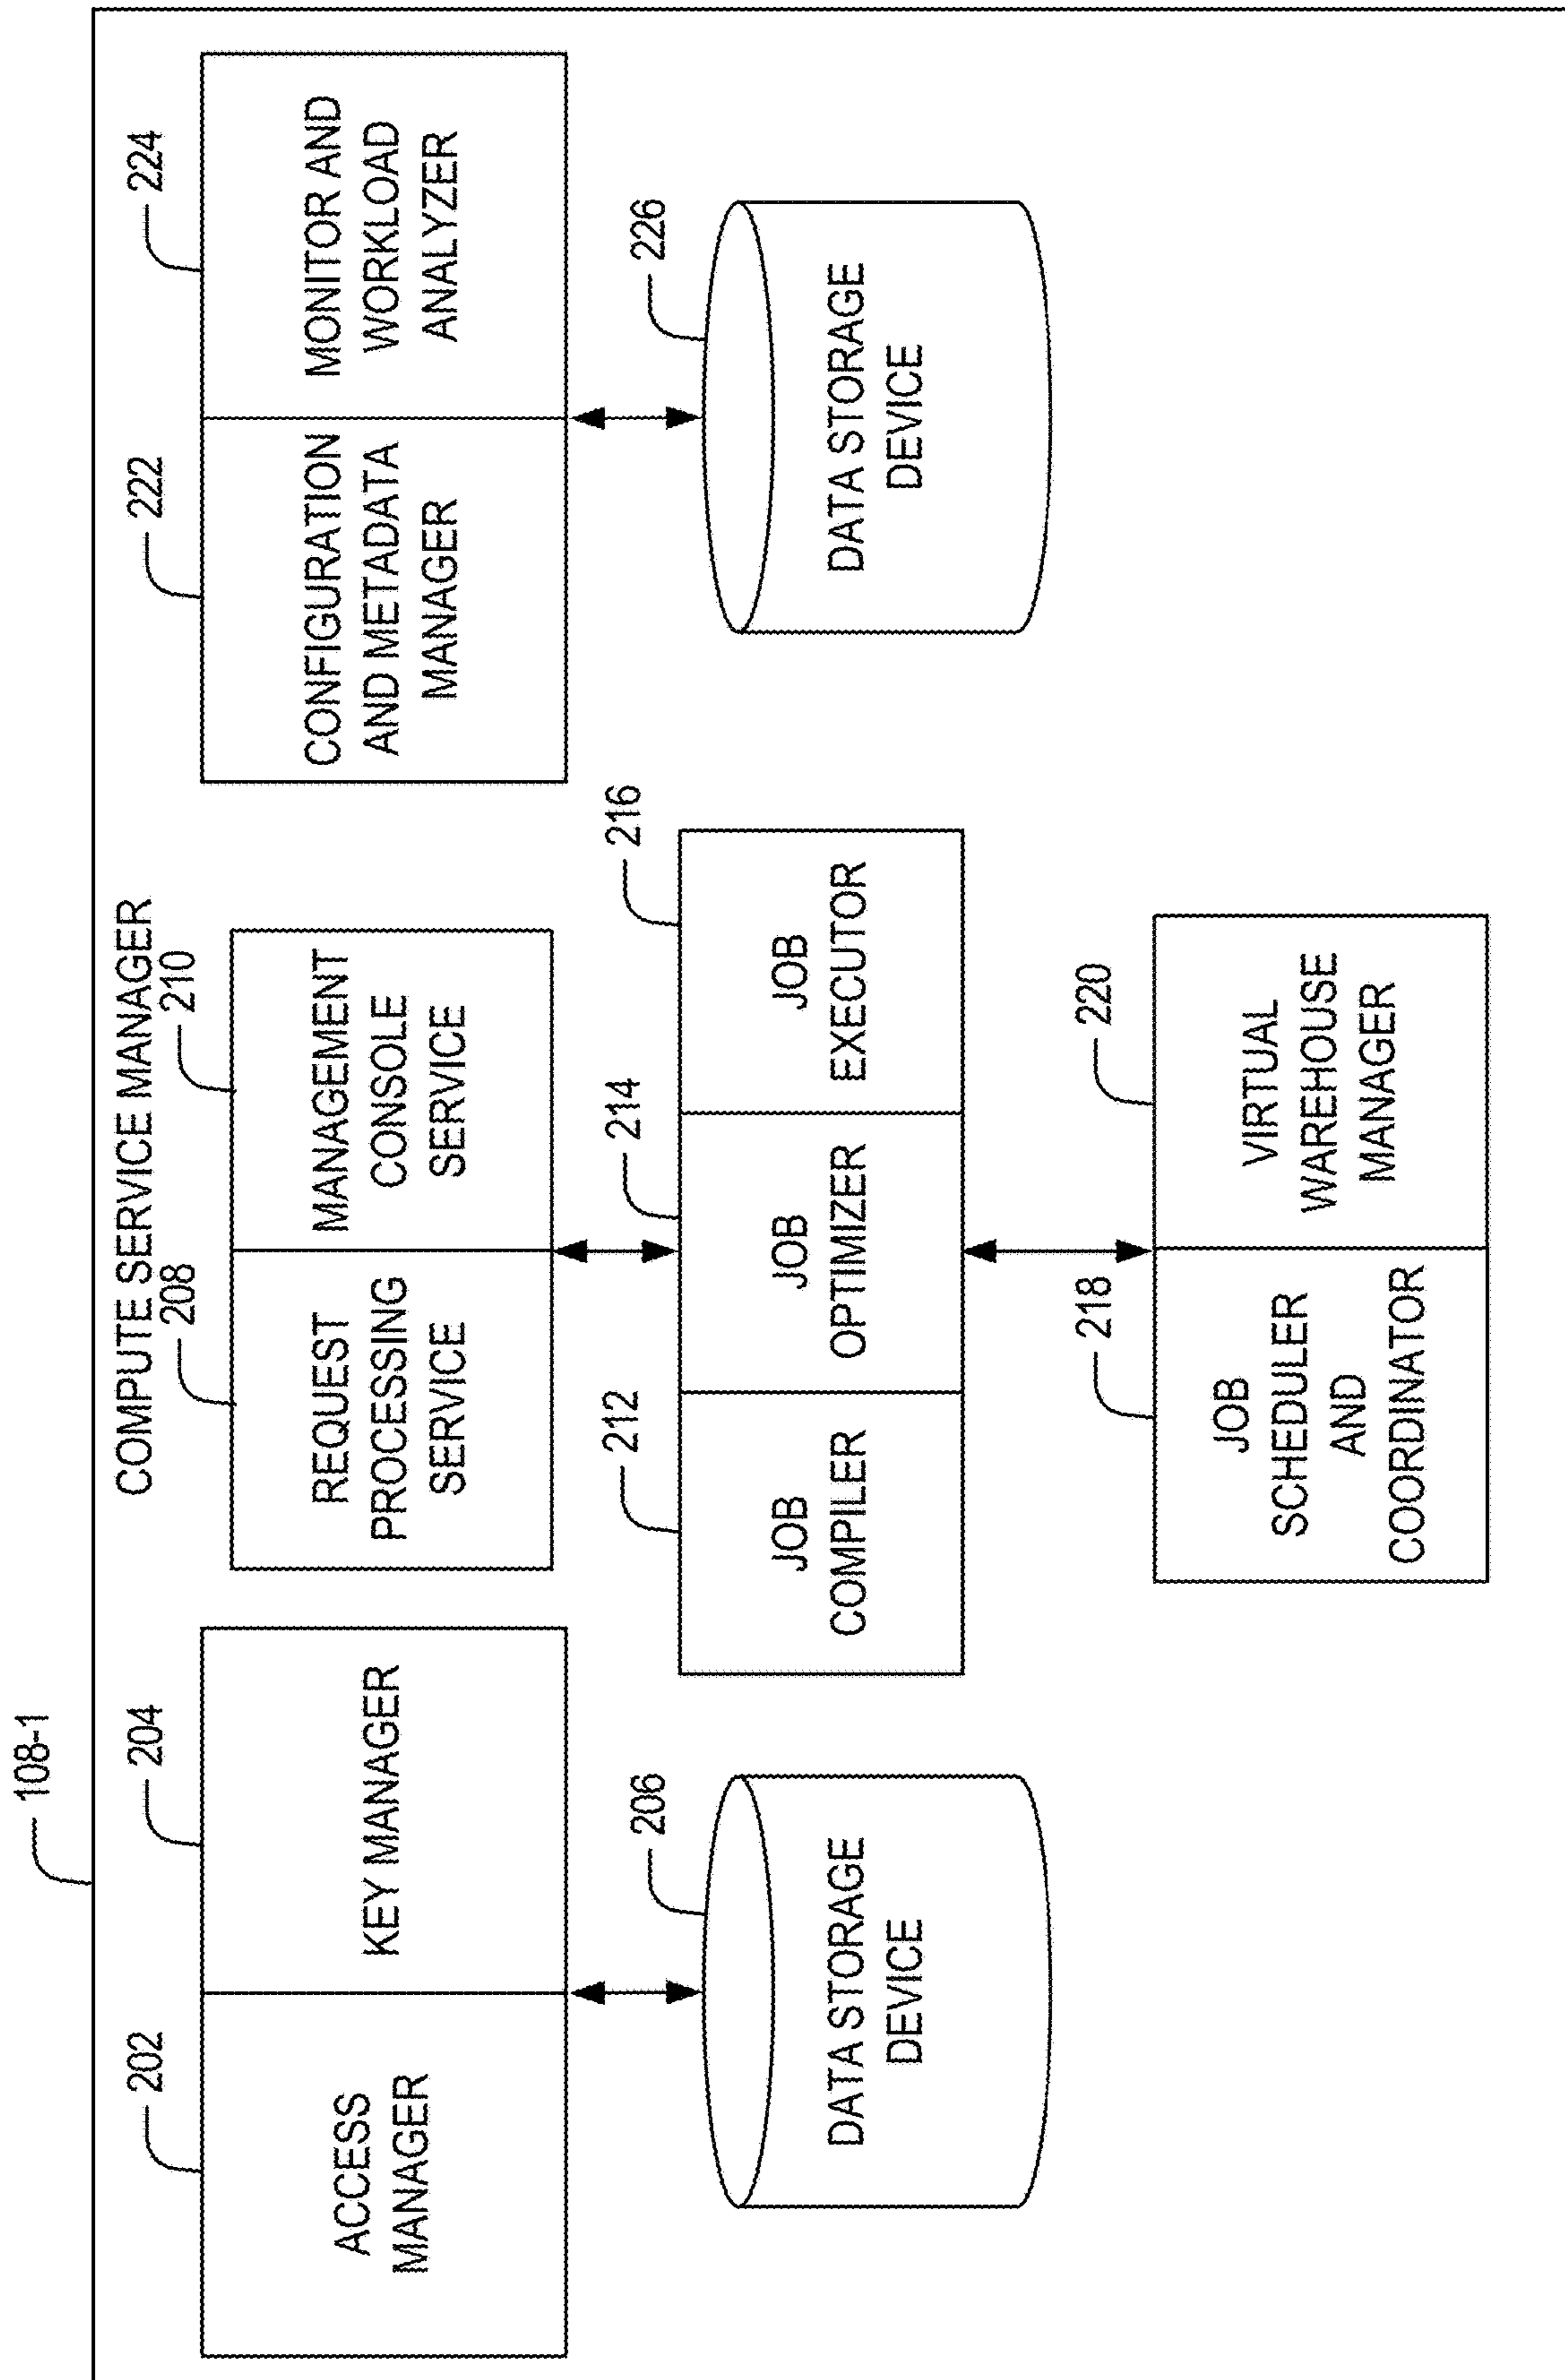 108-1
COMPUTE SERVICE MANAGER
202
204
ACCESS
MANAGER
KEY MANAGER
206
DATA STORAGE
DEVICE
208
210
REQUEST
PROCESSING
SERVICE
MANAGEMENT
CONSOLE
SERVICE
212
214
216
JOB
COMPILER
JOB
OPTIMIZER
JOB
EXECUTOR
218
220
JOB
SCHEDULER
AND
COORDINATOR
VIRTUAL
WAREHOUSE
MANAGER
222
224
CONFIGURATION
AND METADATA
MANAGER
MONITOR AND
WORKLOAD
ANALYZER
226
DATA STORAGE
DEVICE